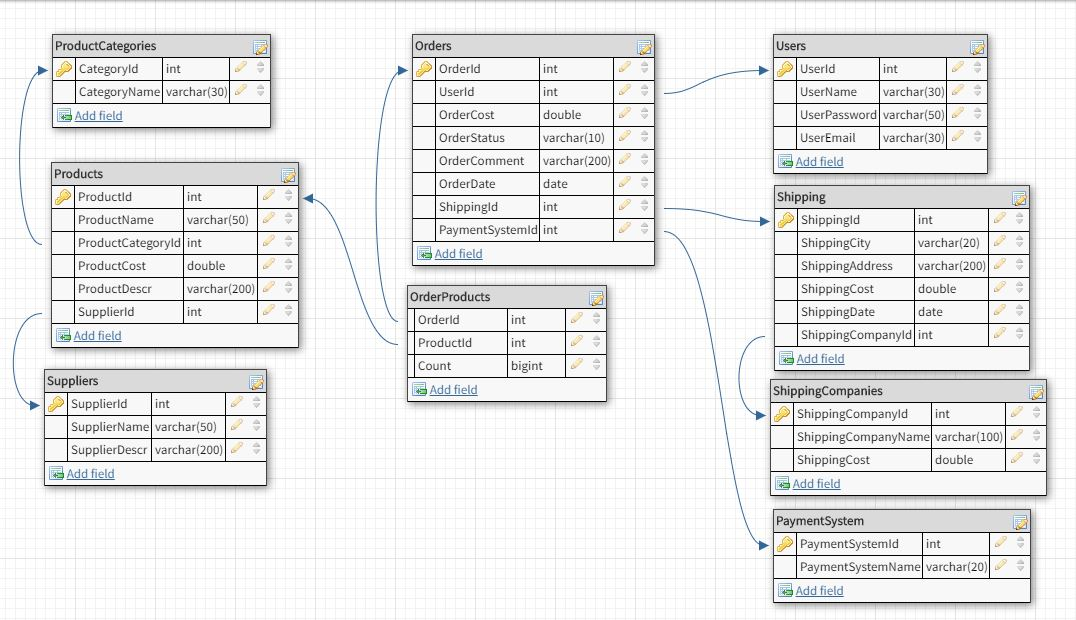 ProductCategories
CategoryId int
CategoryName varchar(30)
Add field
Products
ProductId int
ProductName varchar(50)
ProductCategoryId int
ProductCost double
ProductDescr varchar(200)
SupplierId int
Add field
Suppliers
SupplierId int
SupplierName varchar(50)
SupplierDescr varchar(200)
Add field
Orders
OrderId int
UserId int
OrderCost double
OrderStatus varchar(10)
OrderComment varchar(200)
OrderDate date
ShippingId int
PaymentSystemId int
Add field
OrderProducts
OrderId int
ProductId int
Count bigint
Add field
Users
UserId int
UserName varchar(30)
UserPassword varchar(50)
UserEmail varchar(30)
Add field
Shipping
ShippingId int
ShippingCity varchar(20)
ShippingAddress varchar(200)
ShippingCost double
ShippingDate date
ShippingCompanyId int
Add field
ShippingCompanies
ShippingCompanyId int
ShippingCompanyName varchar(100)
ShippingCost double
Add field
PaymentSystem
PaymentSystemId int
PaymentSystemName varchar(20)
Add field